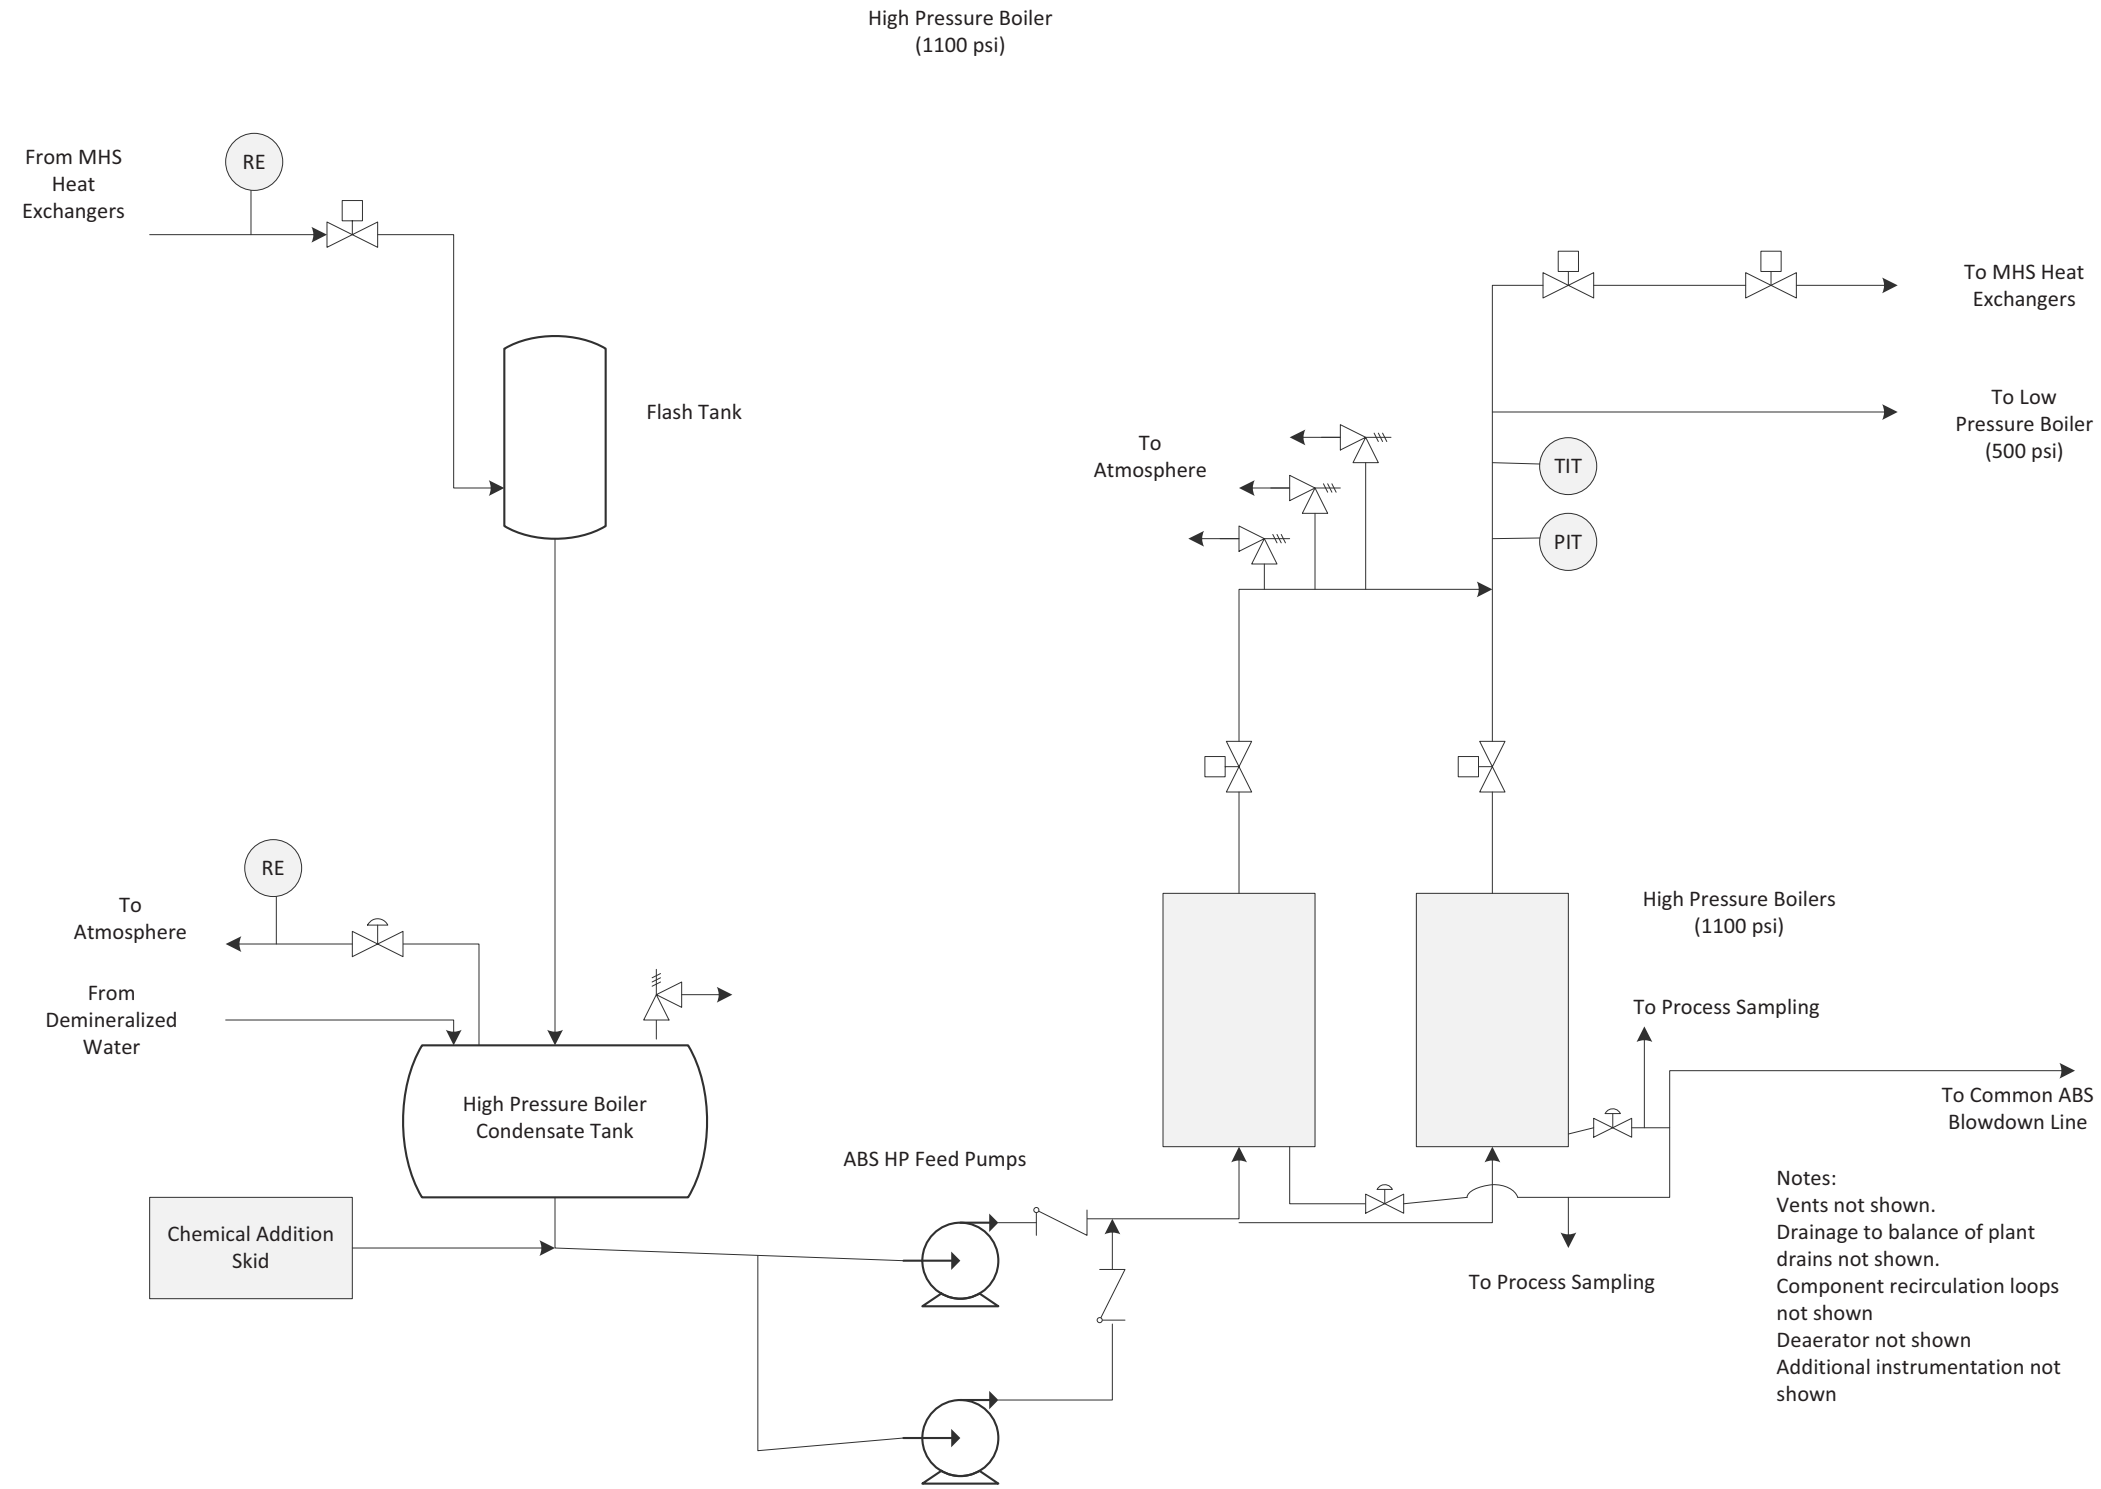 High Pressure Boiler
(1100 psi)
From MHS
Heat
Exchangers
RE
To MHS Heat
Exchangers
Flash Tank
To Low
Pressure Boiler
(500 psi)
To
Atmosphere
TIT
PIT
RE
To
Atmosphere
From
Demineralized
Water
High Pressure Boilers
(1100 psi)
To Process Sampling
High Pressure Boiler
Condensate Tank
To Common ABS
Blowdown Line
ABS HP Feed Pumps
Chemical Addition
Skid
To Process Sampling
Notes:
Vents not shown.
Drainage to balance of plant
drains not shown.
Component recirculation loops
not shown
Deaerator not shown
Additional instrumentation not
shown